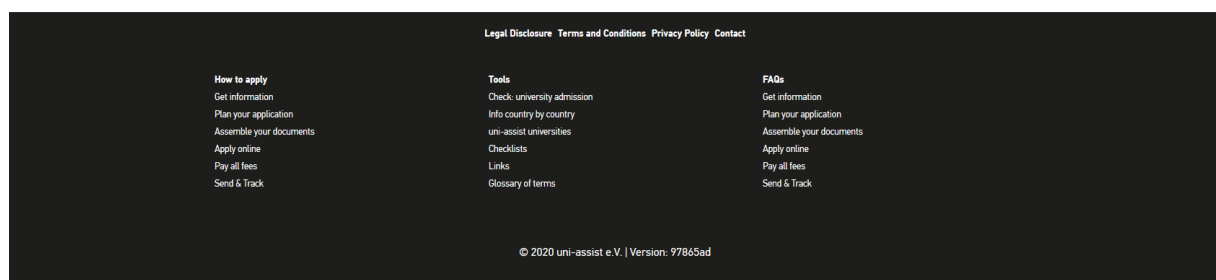 Legal Disclosure Terms and Conditions Privacy Policy Contact
How to apply
Get information
Plan your application
Assemble your documents
Apply online
Pay all fees
Send & Track
Tools
Check: university admission
Info country by country
uni-assist universities
Checklists
Links
Glossary of terms
FAQs
Get information
Plan your application
Assemble your documents
Apply online
Pay all fees
Send & Track
© 2020 uni-assist e.V. | Version: 97865ad